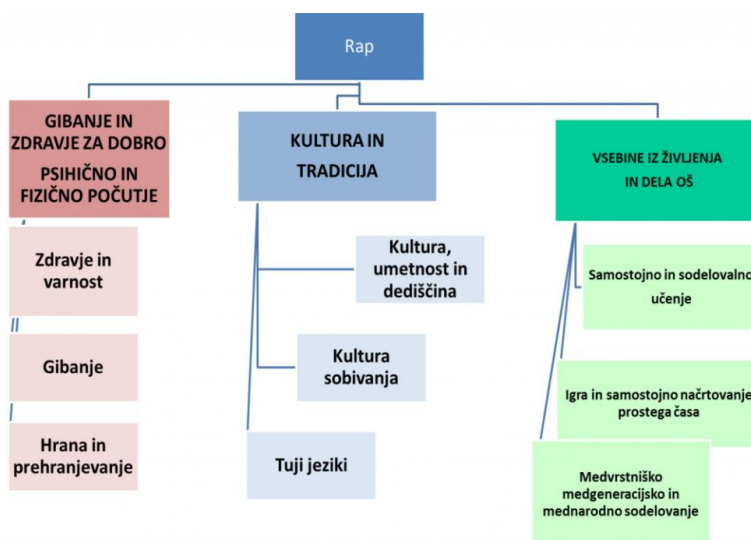 Rap
GIBANJE IN
ZDRAVJE ZA DOBRO
PSIHIČNO IN
FIZIČNO POČUTJE
Zdravje in
varnost
Gibanje
Hrana in
prehranjevanje
KULTURA IN
TRADICIJA
Kultura,
umetnost in
dediščina
Kultura
sobivanja
Tuji jeziki
VSEBINE IZ ŽIVLJENJA
IN DELA OŠ
Samostojno in sodelovalno
učenje
Igra in samostojno načrtovanje
prostega časa
Medvrstniško
medgeneracijsko in
mednarodno sodelovanje